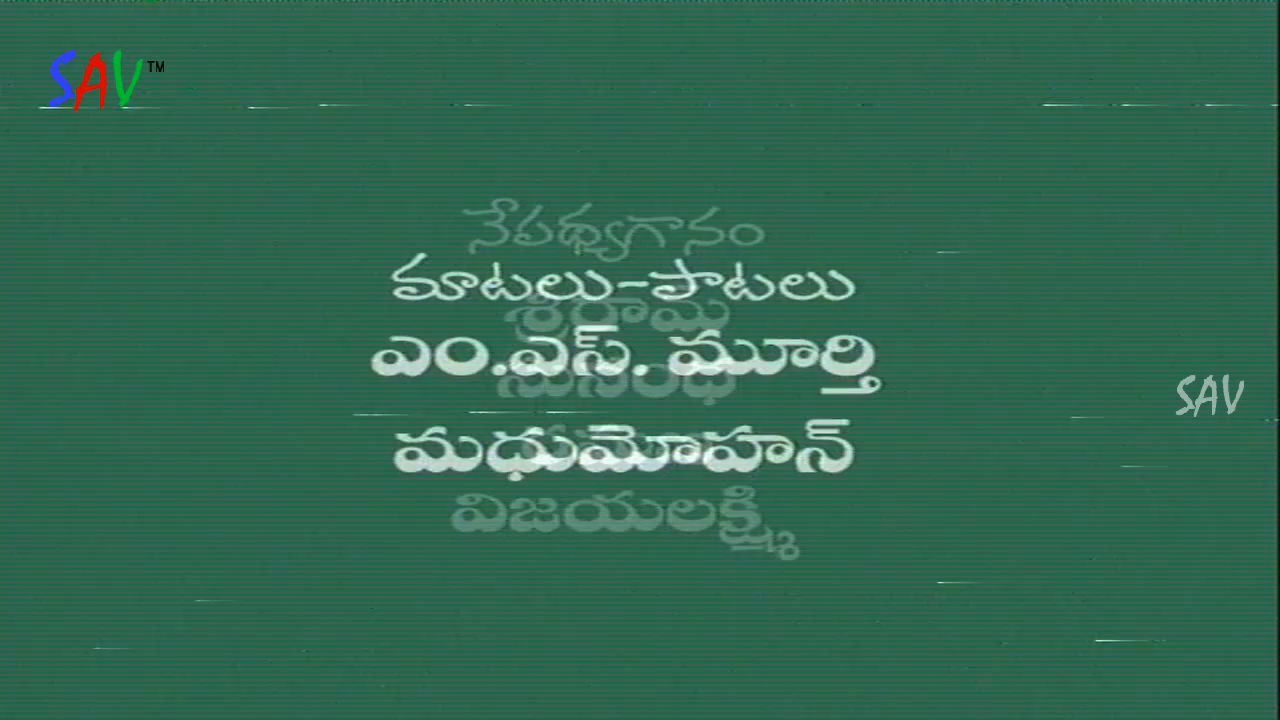 SAV™
నేపథ్యగానం
మాటలు-పాటలు
శ్రీరామ్
ఎం.ఎస్. మూర్తి
సుసంధ్
మధుమోహన్
విజయలక్ష్మి
SAV